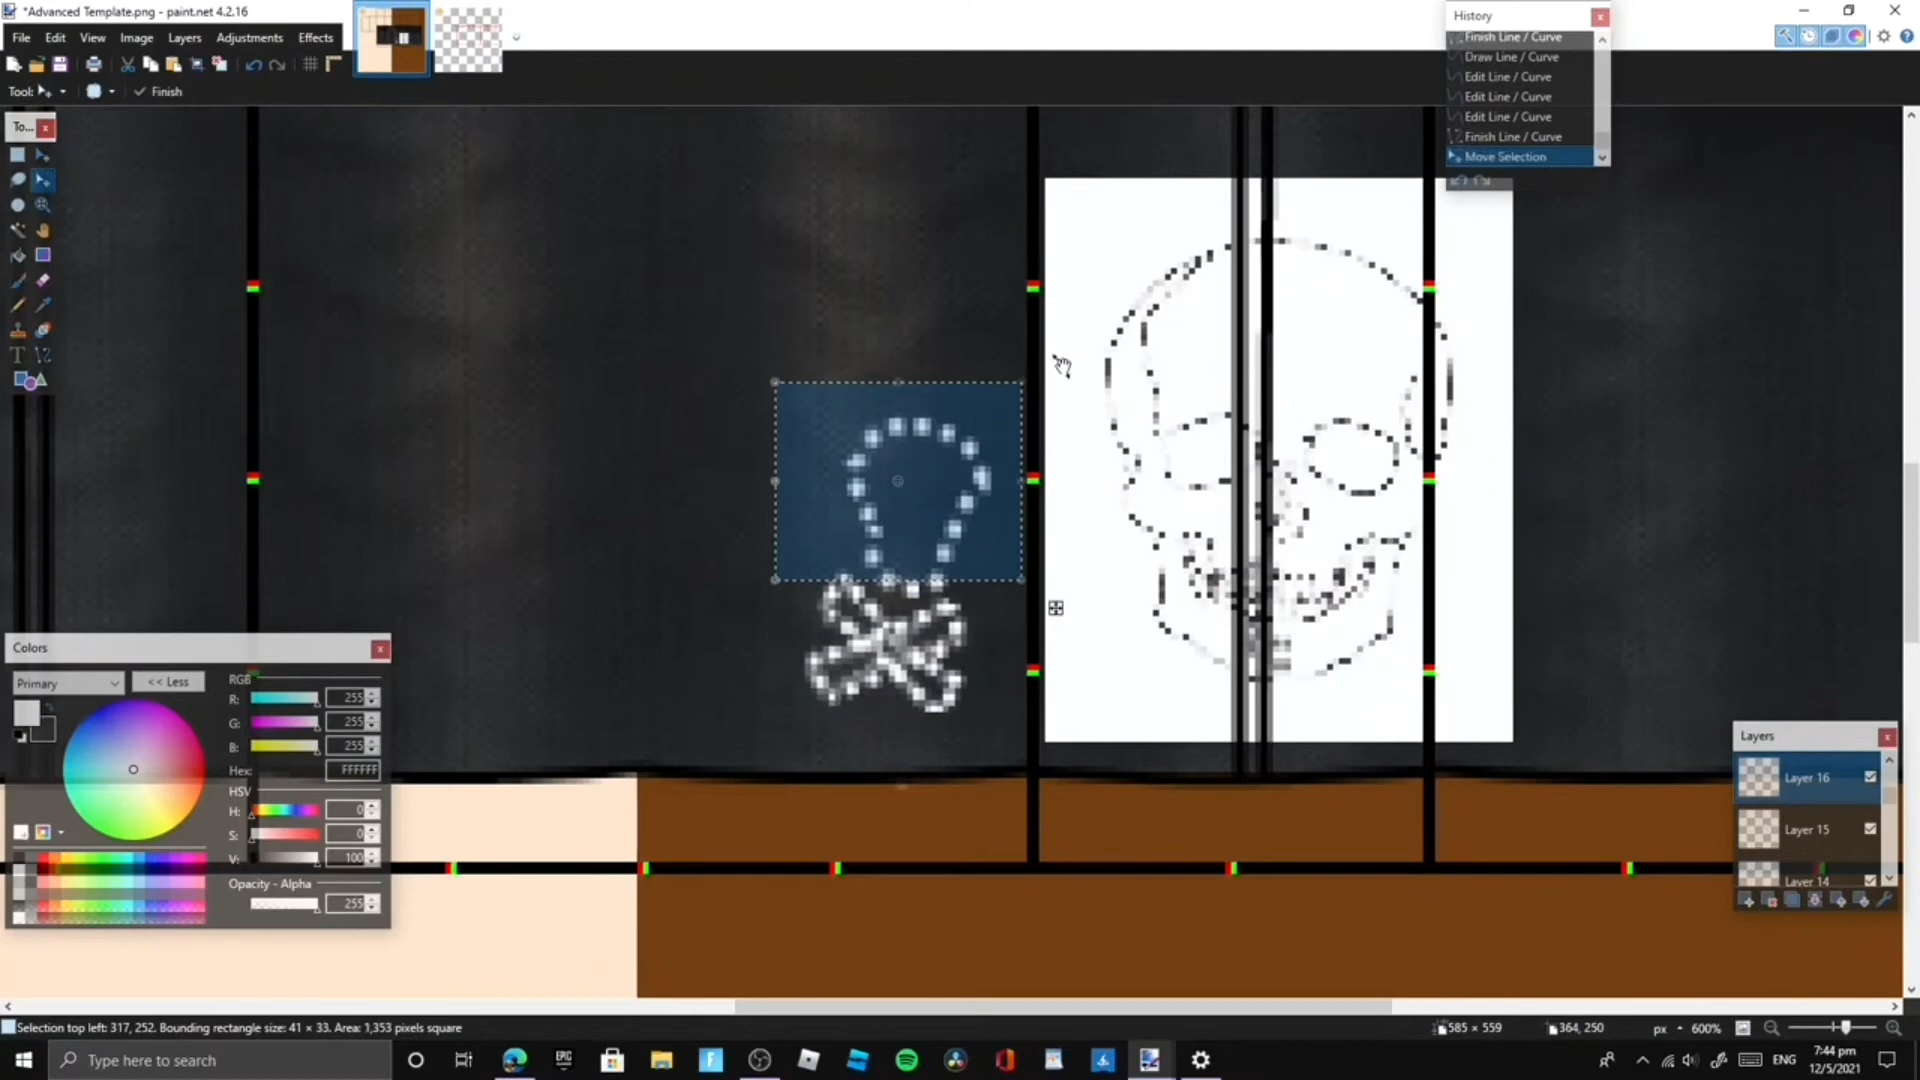 *Advanced Template.png - paint.net 4.2.16
File Edit View Image Layers Adjustments Effects
Tool:
Finish
To...
History
Finish Line / Curve
Draw Line / Curve
Edit Line / Curve
Edit Line / Curve
Edit Line / Curve
Finish Line / Curve
Move Selection
Colors
Primary
<< Less
RGB
R: 255
G: 255
B: 255
Hex: FFFFFF
HSV
H: 0
S: 0
V: 100
Opacity - Alpha
255
Layers
Layer 16
Layer 15
Layer 14
Selection top left: 317, 252. Bounding rectangle size: 41 × 33. Area: 1,353 pixels square
585 × 559
364, 250
px
600%
Type here to search
EPIC
ENG
7:44 pm
12/5/2021